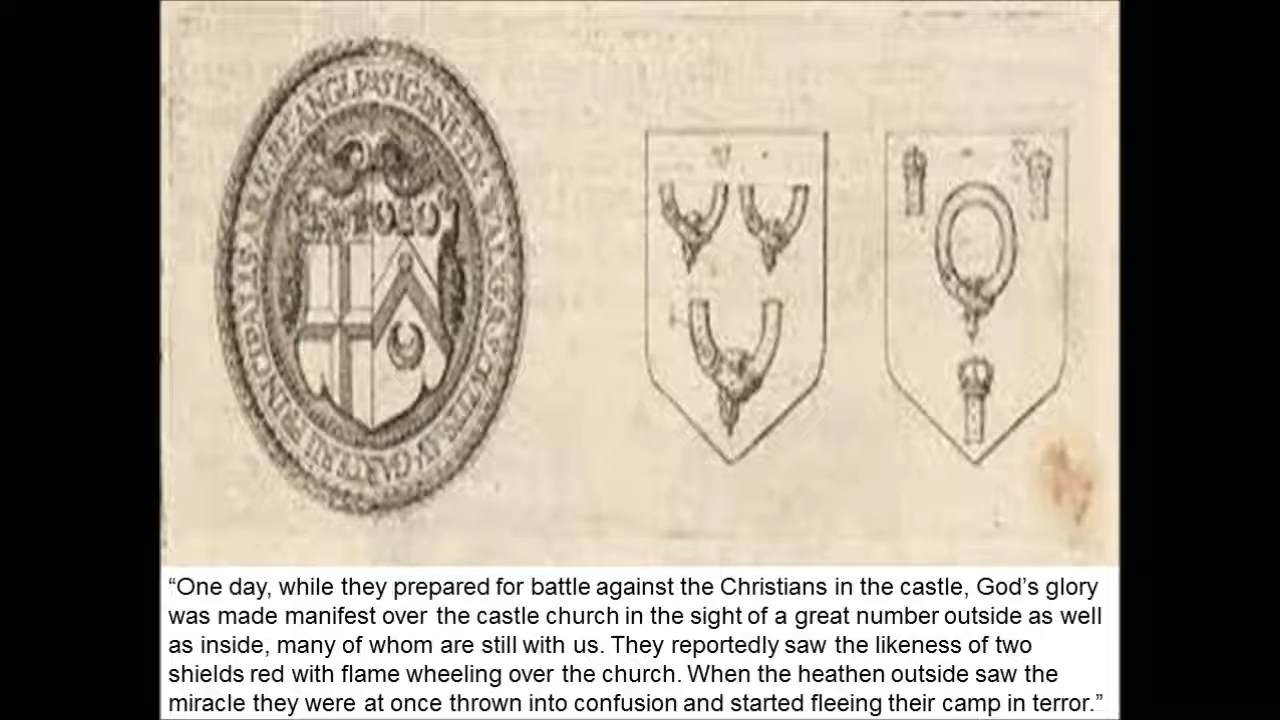 “One day, while they prepared for battle against the Christians in the castle, God’s glory
was made manifest over the castle church in the sight of a great number outside as well
as inside, many of whom are still with us. They reportedly saw the likeness of two
shields red with flame wheeling over the church. When the heathen outside saw the
miracle they were at once thrown into confusion and started fleeing their camp in terror.”